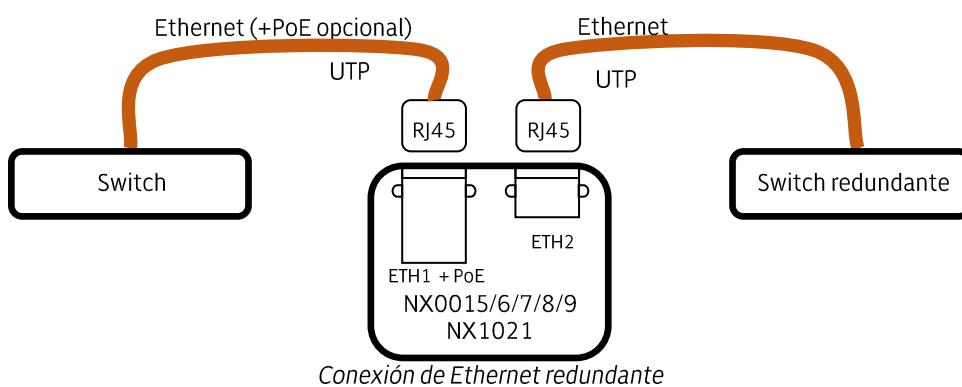 Ethernet (+PoE opcional)
UTP
Ethernet
UTP
RJ45
RJ45
Switch
Switch redundante
ETH2
ETH1 + PoE
NX0015/6/7/8/9
NX1021
Conexión de Ethernet redundante